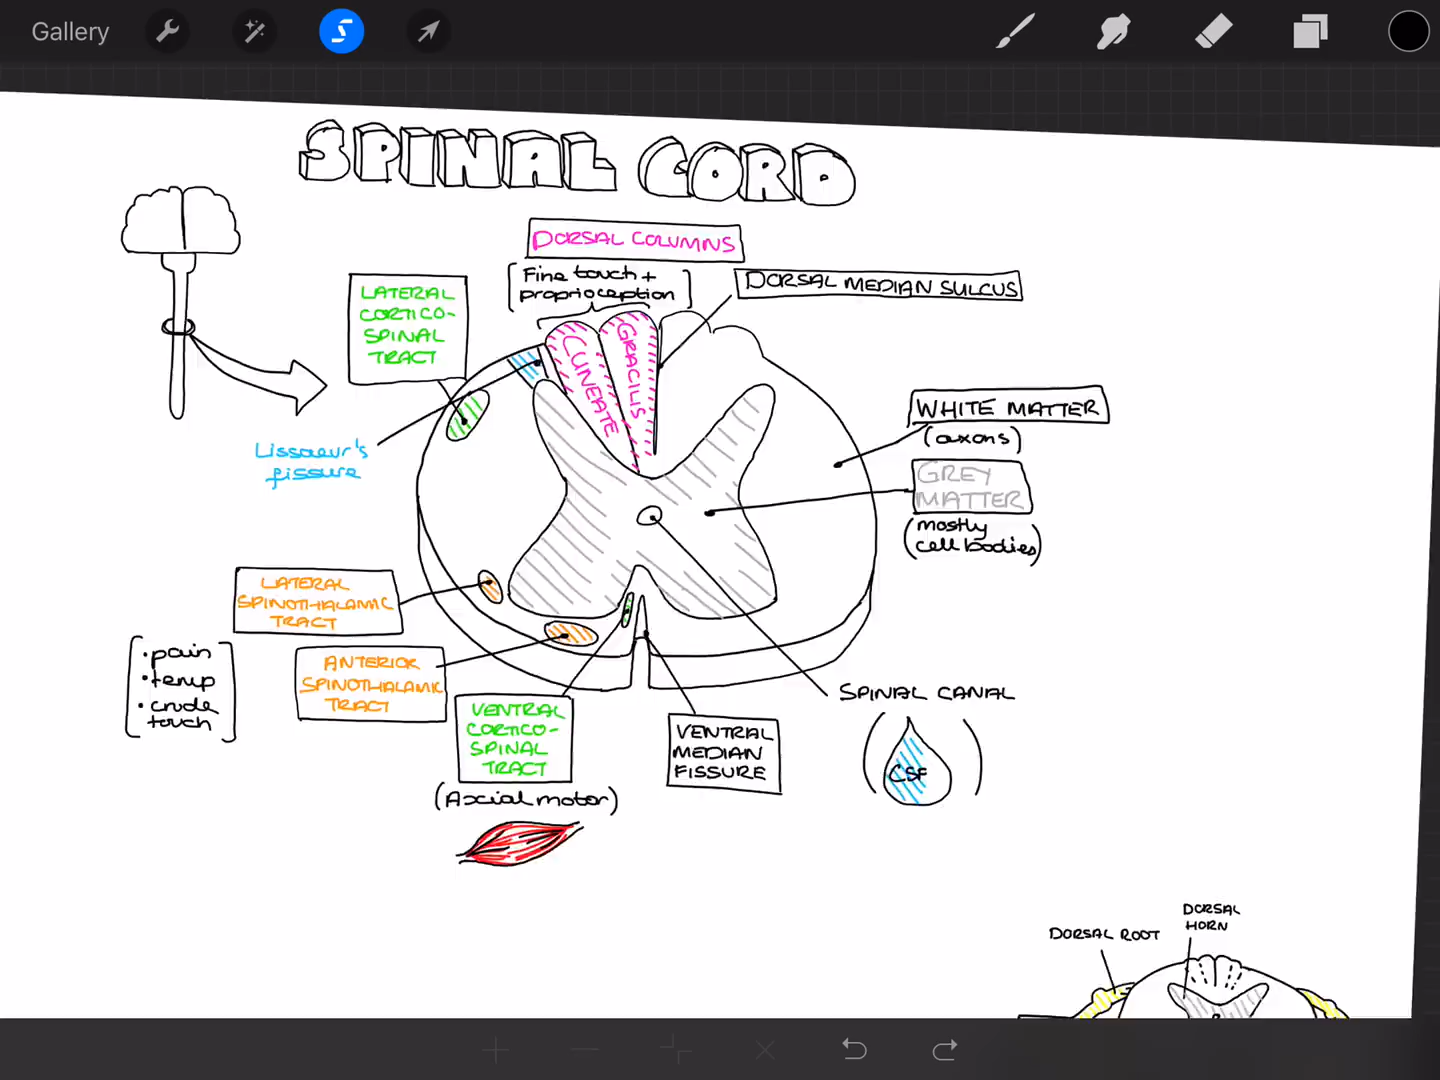 Gallery
SPINAL CORD
DORSAL COLUMNS
Fine touch +
proprioception
DORSAL MEDIAN SULCUS
LATERAL
CORTICO-
SPINAL
TRACT
CUNEATE
GRACILIS
WHITE MATTER
(axons)
Lissaeur's
fissure
GREY
MATTER
(mostly
cell bodies)
LATERAL
SPINOTHALAMIC
TRACT
• pain
• temp
• crude
touch
ANTERIOR
SPINOTHALAMIC
TRACT
VENTRAL
CORTICO-
SPINAL
TRACT
(Axial motor)
VENTRAL
MEDIAN
FISSURE
SPINAL CANAL
(CSF)
DORSAL ROOT
DORSAL
HORN